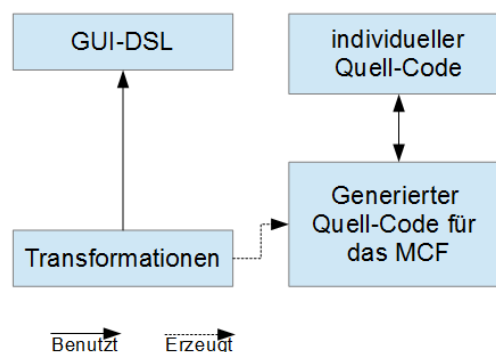 GUI-DSL
individueller
Quell-Code
Transformationen
Generierter
Quell-Code für
das MCF
Benutzt
Erzeugt